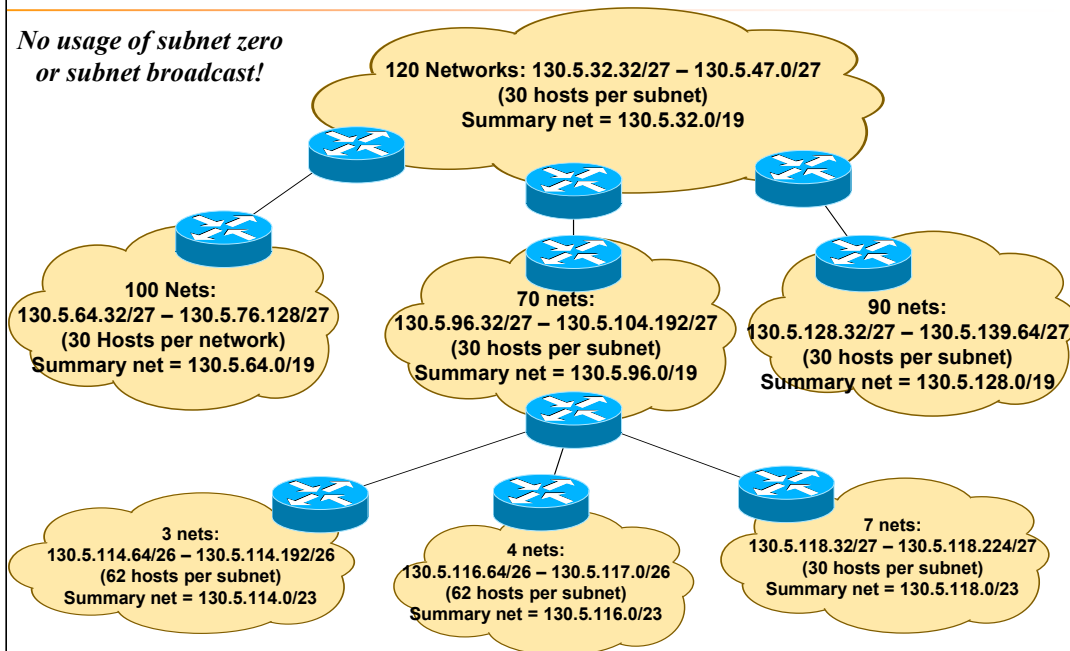 No usage of subnet zero
or subnet broadcast!
120 Networks: 130.5.32.32/27 – 130.5.47.0/27
(30 hosts per subnet)
Summary net = 130.5.32.0/19
100 Nets:
130.5.64.32/27 – 130.5.76.128/27
(30 Hosts per network)
Summary net = 130.5.64.0/19
70 nets:
130.5.96.32/27 – 130.5.104.192/27
(30 hosts per subnet)
Summary net = 130.5.96.0/19
90 nets:
130.5.128.32/27 – 130.5.139.64/27
(30 hosts per subnet)
Summary net = 130.5.128.0/19
3 nets:
130.5.114.64/26 – 130.5.114.192/26
(62 hosts per subnet)
Summary net = 130.5.114.0/23
4 nets:
130.5.116.64/26 – 130.5.117.0/26
(62 hosts per subnet)
Summary net = 130.5.116.0/23
7 nets:
130.5.118.32/27 – 130.5.118.224/27
(30 hosts per subnet)
Summary net = 130.5.118.0/23